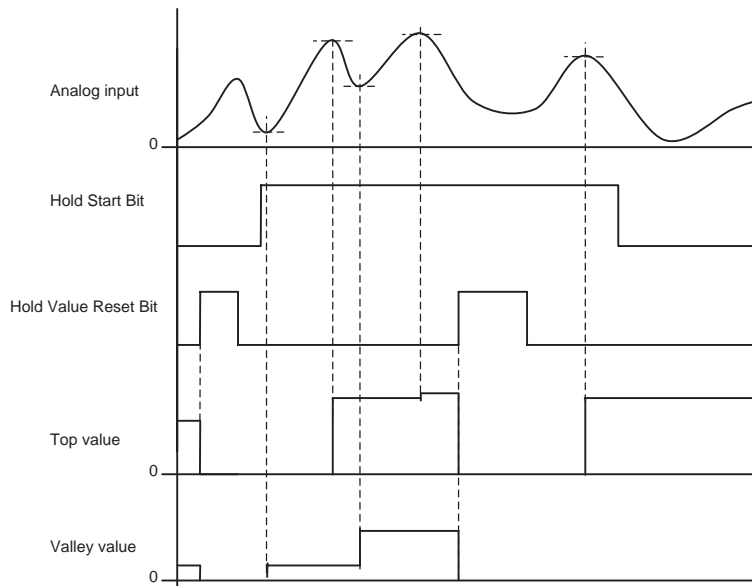 Analog input
0
Hold Start Bit
Hold Value Reset Bit
Top value
0
Valley value
0